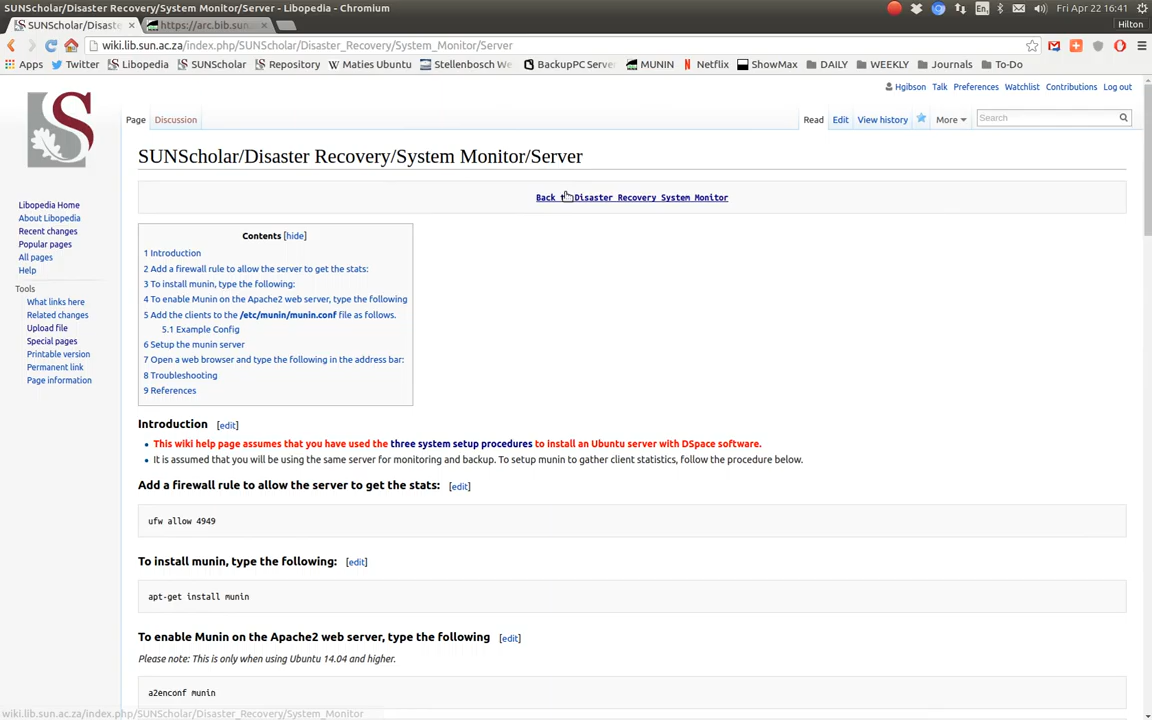 SUNScholar/Disaster Recovery/System Monitor/Server - Libopedia - Chromium
En
Fri Apr 22 16:41
SUNScholar/Disast
https://arc.bib.sun.
Hilton
wiki.lib.sun.ac.za/index.php/SUNScholar/Disaster_Recovery/System_Monitor/Server
Apps Twitter Libopedia SUNScholar Repository Maties Ubuntu Stellenbosch We BackupPC Serve MUNIN Netflix ShowMax DAILY WEEKLY Journals To-Do
Hgibson Talk Preferences Watchlist Contributions Log out
Page Discussion Read Edit View history More Search
SUNScholar/Disaster Recovery/System Monitor/Server
Back Disaster Recovery System Monitor
Libopedia Home
About Libopedia
Recent changes
Popular pages
All pages
Help
Tools
What links here
Related changes
Upload file
Special pages
Printable version
Permanent link
Page information
Contents [hide]
1 Introduction
2 Add a firewall rule to allow the server to get the stats:
3 To install munin, type the following:
4 To enable Munin on the Apache2 web server, type the following
5 Add the clients to the /etc/munin/munin.conf file as follows.
5.1 Example Config
6 Setup the munin server
7 Open a web browser and type the following in the address bar:
8 Troubleshooting
9 References
Introduction [edit]
This wiki help page assumes that you have used the three system setup procedures to install an Ubuntu server with DSpace software.
It is assumed that you will be using the same server for monitoring and backup. To setup munin to gather client statistics, follow the procedure below.
Add a firewall rule to allow the server to get the stats: [edit]
ufw allow 4949
To install munin, type the following: [edit]
apt-get install munin
To enable Munin on the Apache2 web server, type the following [edit]
Please note: This is only when using Ubuntu 14.04 and higher.
a2enconf munin
wiki.lib.sun.ac.za/index.php/SUNScholar/Disaster_Recovery/System_Monitor